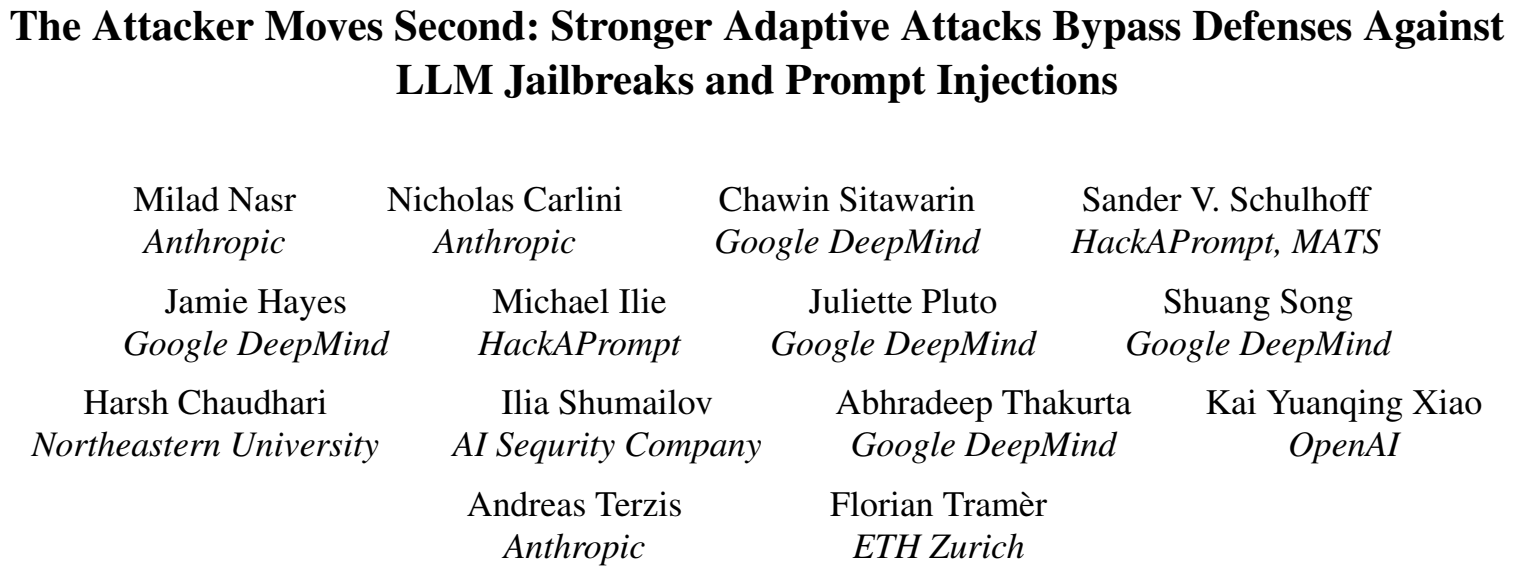 The Attacker Moves Second: Stronger Adaptive Attacks Bypass Defenses Against
LLM Jailbreaks and Prompt Injections
Milad Nasr Nicholas Carlini Chawin Sitawarin Sander V. Schulhoff
Anthropic Anthropic Google DeepMind HackAPrompt, MATS
Jamie Hayes Michael Ilie Juliette Pluto Shuang Song
Google DeepMind HackAPrompt Google DeepMind Google DeepMind
Harsh Chaudhari Ilia Shumailov Abhradeep Thakurta Kai Yuanqing Xiao
Northeastern University AI Sequrity Company Google DeepMind OpenAI
Andreas Terzis Florian Tramèr
Anthropic ETH Zurich